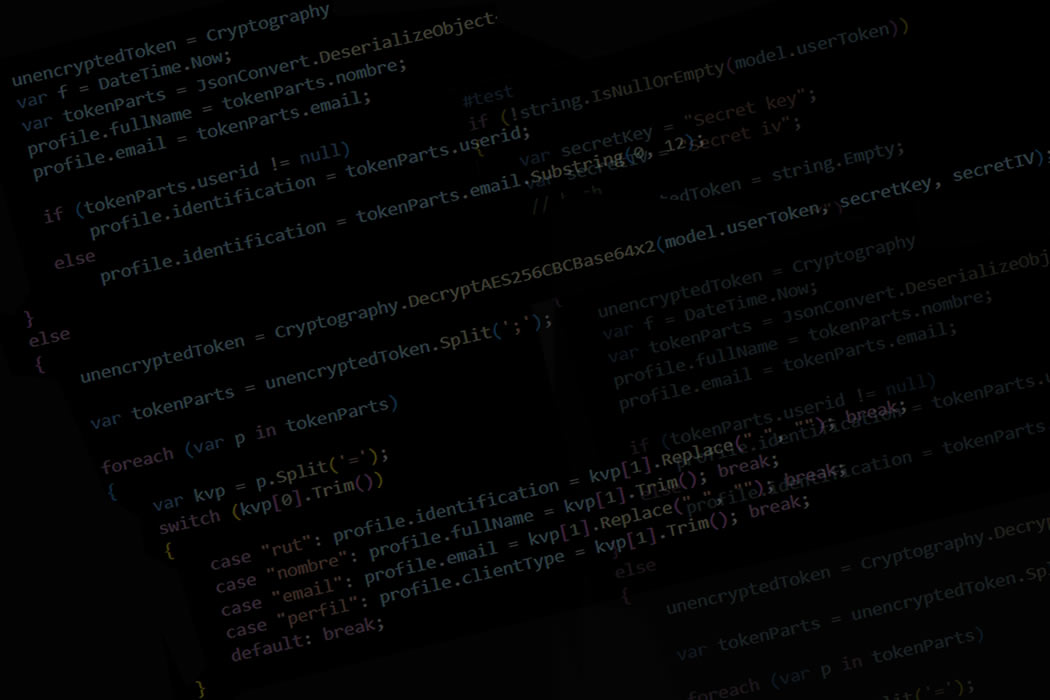 unencryptedToken = Cryptography
var f = DateTime.Now;
var tokenParts = JsonConvert.DeserializeObject
profile.fullName = tokenParts.nombre;
profile.email = tokenParts.email;
if (tokenParts.userid != null)
profile.identification = tokenParts.userid;
else
profile.identification = tokenParts.email.Substring(0, 12);
}
else
{
unencryptedToken = Cryptography.DecryptAES256CBCBase64x2(model.userToken, secretKey, secretIV);
var tokenParts = unencryptedToken.Split(';');
foreach (var p in tokenParts)
{
var kvp = p.Split('=');
switch (kvp[0].Trim())
{
case "rut": profile.identification = kvp[1].Replace(".", ""); break;
case "nombre": profile.fullName = kvp[1].Trim(); break;
case "email": profile.email = kvp[1].Replace(" ", ""); break;
case "perfil": profile.clientType = kvp[1].Trim(); break;
default: break;
}
#test
if (!string.IsNullorEmpty(model.userToken))
{
var secretKey = "Secret key";
"secret iv";
//
tedToken = string.Empty;
unencryptedToken = Cryptography
var f = DateTime.Now;
var tokenParts = JsonConvert.DeserializeObj
profile.fullName = tokenParts.nombre;
profile.email = tokenParts.email;
if (tokenParts.userid != null)
profile.identification = tokenParts.u
else
profile.identification = tokenParts
else
{
unencryptedToken = Cryptography.Decryp
var tokenParts = unencryptedToken.Spl
foreach (var p in tokenParts)
lit('=');